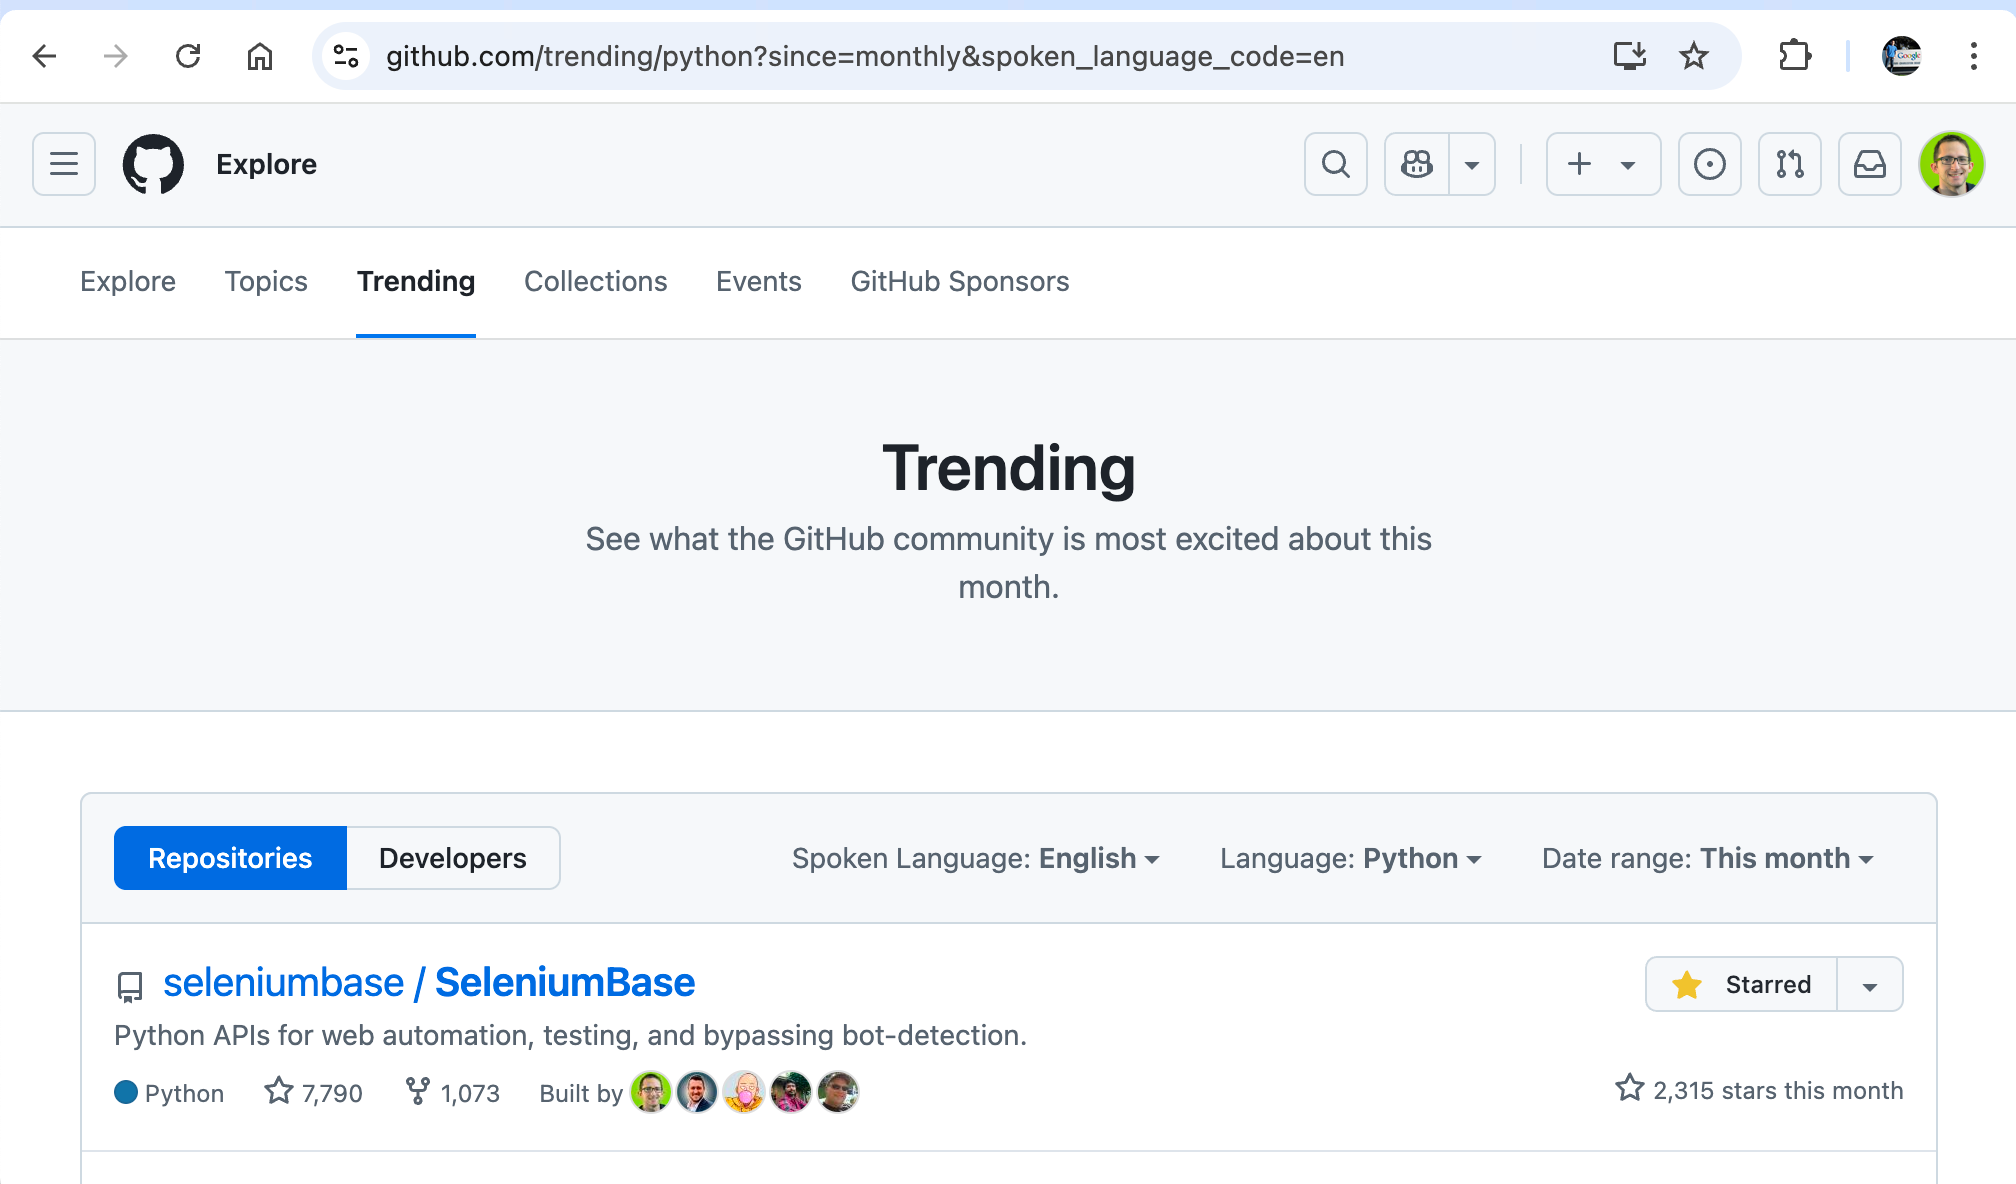 github.com/trending/python?since=monthly&spoken_language_code=en
Explore
Explore Topics Trending Collections Events GitHub Sponsors
Trending
See what the GitHub community is most excited about this
month.
Repositories Developers Spoken Language: English Language: Python Date range: This month
seleniumbase / SeleniumBase Starred
Python APIs for web automation, testing, and bypassing bot-detection.
Python 7,790 1,073 Built by 2,315 stars this month